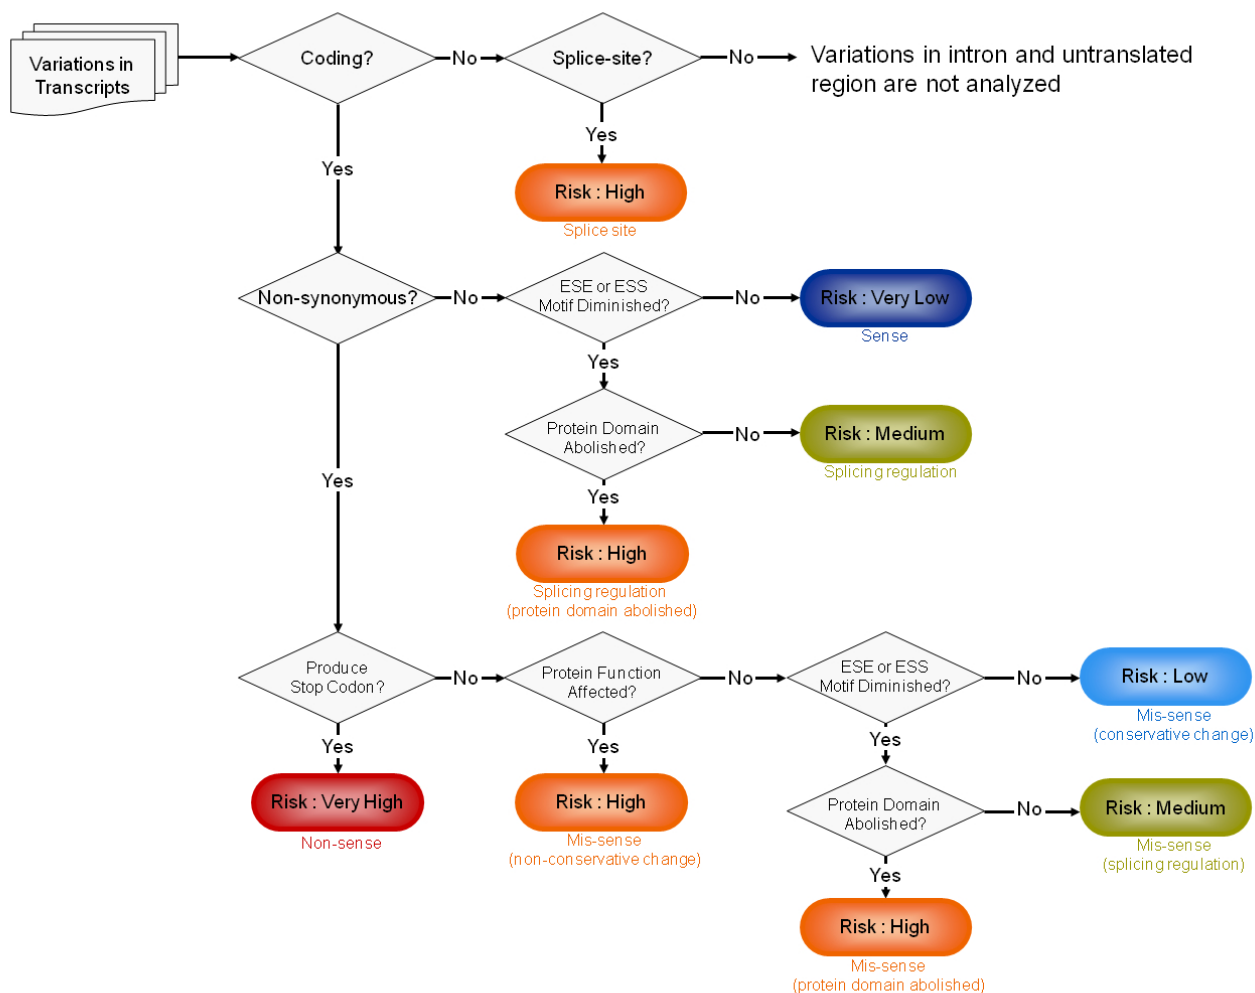 Variations in
Transcripts
Coding?
No
Splice-site?
No
Variations in intron and untranslated
region are not analyzed
Yes
Yes
Risk : High
Splice site
Non-synonymous?
No
ESE or ESS
Motif Diminished?
No
Risk : Very Low
Sense
Yes
Protein Domain
Abolished?
No
Risk : Medium
Splicing regulation
Yes
Yes
Risk : High
Splicing regulation
(protein domain abolished)
Produce
Stop Codon?
No
Protein Function
Affected?
No
ESE or ESS
Motif Diminished?
No
Risk : Low
Mis-sense
(conservative change)
Yes
Yes
Yes
Risk : Very High
Non-sense
Risk : High
Mis-sense
(non-conservative change)
Protein Domain
Abolished?
No
Risk : Medium
Mis-sense
(splicing regulation)
Yes
Risk : High
Mis-sense
(protein domain abolished)